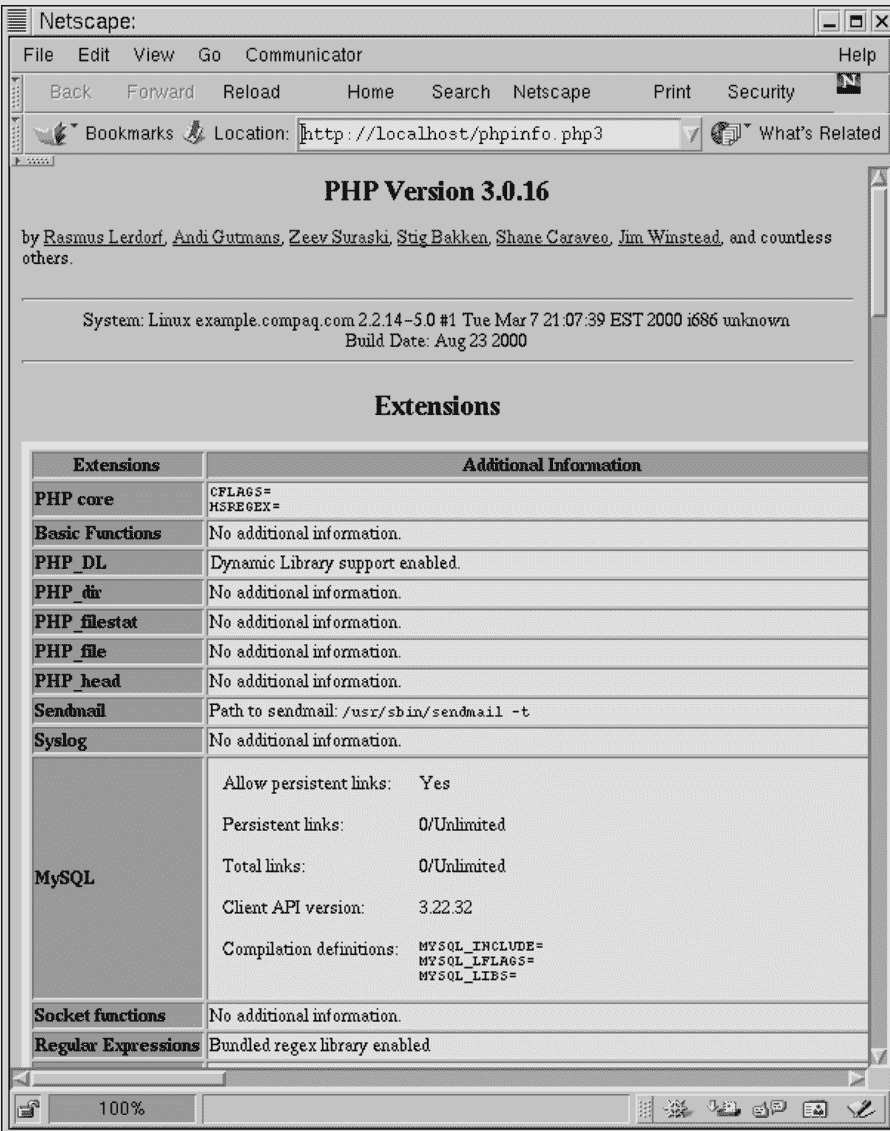 Netscape:
File Edit View Go Communicator Help
Back Forward Reload Home Search Netscape Print Security
N
Bookmarks Location: http://localhost/phpinfo.php3 What's Related
PHP Version 3.0.16
by Rasmus Lerdorf, Andi Gutmans, Zeev Suraski, Stig Bakken, Shane Caraveo, Jim Winstead, and countless
others.
System: Linux example.compaq.com 2.2.14-5.0 #1 Tue Mar 7 21:07:39 EST 2000 i686 unknown
Build Date: Aug 23 2000
Extensions
Extensions Additional Information
PHP core CFLAGS=
HSREGEX=
Basic Functions No additional information.
PHP_DL Dynamic Library support enabled.
PHP_dir No additional information.
PHP_filestat No additional information.
PHP_file No additional information.
PHP_head No additional information.
Sendmail Path to sendmail: /usr/sbin/sendmail -t
Syslog No additional information.
MySQL
Allow persistent links: Yes
Persistent links: 0/Unlimited
Total links: 0/Unlimited
Client API version: 3.22.32
Compilation definitions: MYSQL_INCLUDE=
MYSQL_LFLAGS=
MYSQL_LIBS=
Socket functions No additional information.
Regular Expressions Bundled regex library enabled
100%